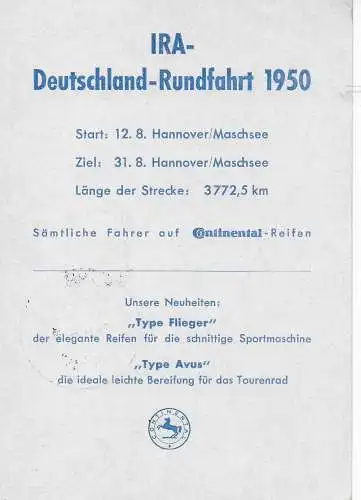 IRA-
Deutschland-Rundfahrt 1950
Start: 12. 8. Hannover/Maschsee
Ziel: 31. 8. Hannover/Maschsee
Länge der Strecke: 3772,5 km
Sämtliche Fahrer auf Continental-Reifen
Unsere Neuheiten:
„Type Flieger"
der elegante Reifen für die schnittige Sportmaschine
„Type Avus"
die ideale leichte Bereifung für das Tourenrad
CONTINENTAL